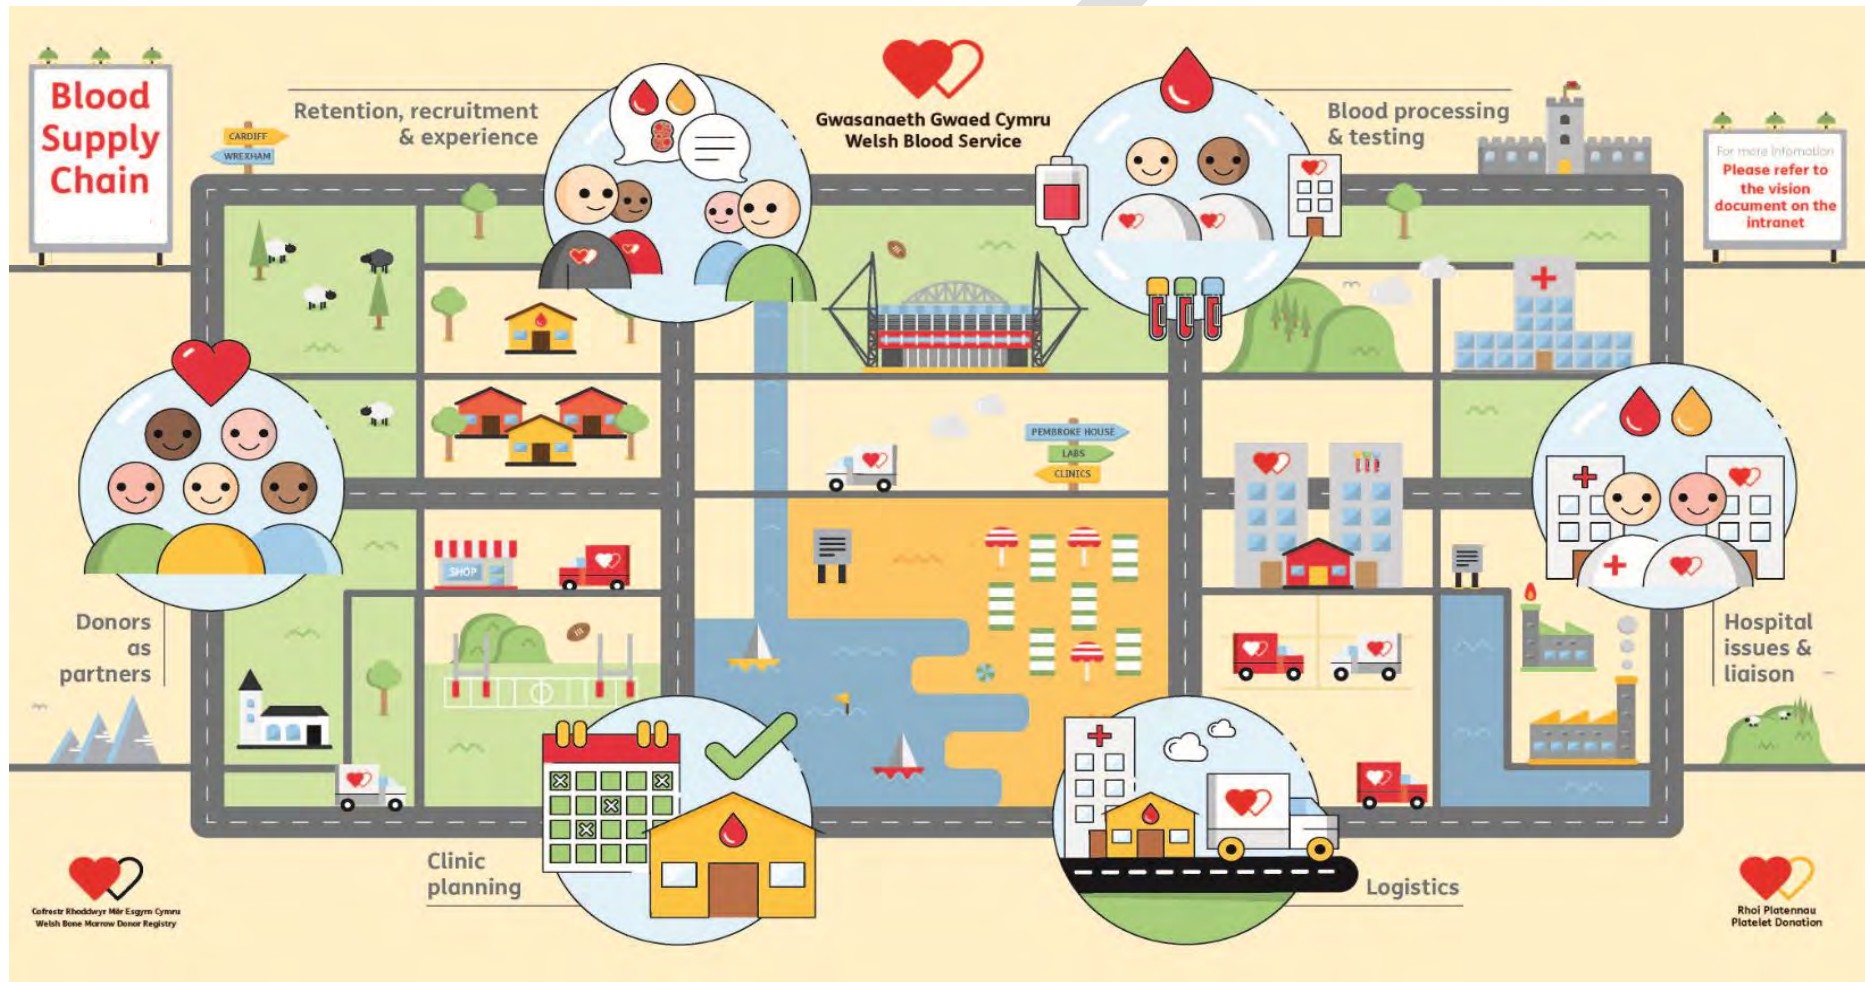 Blood
Supply
Chain
CARDIFF
WREXHAM
Retention, recruitment
& experience
Gwasanaeth Gwaed Cymru
Welsh Blood Service
Blood processing
& testing
For more Infomation
Please refer to
the vision
document on the
intranet
PEMBROKE HOUSE
LABS
CLINICS
SHOP
Donors
as
partners
Hospital
issues &
liaison
Clinic
planning
Logistics
Cofrestr Rhoddwyr Mêr Esgyrn Cymru
Welsh Bone Marrow Donor Registry
Rhoi Platennau
Platelet Donation